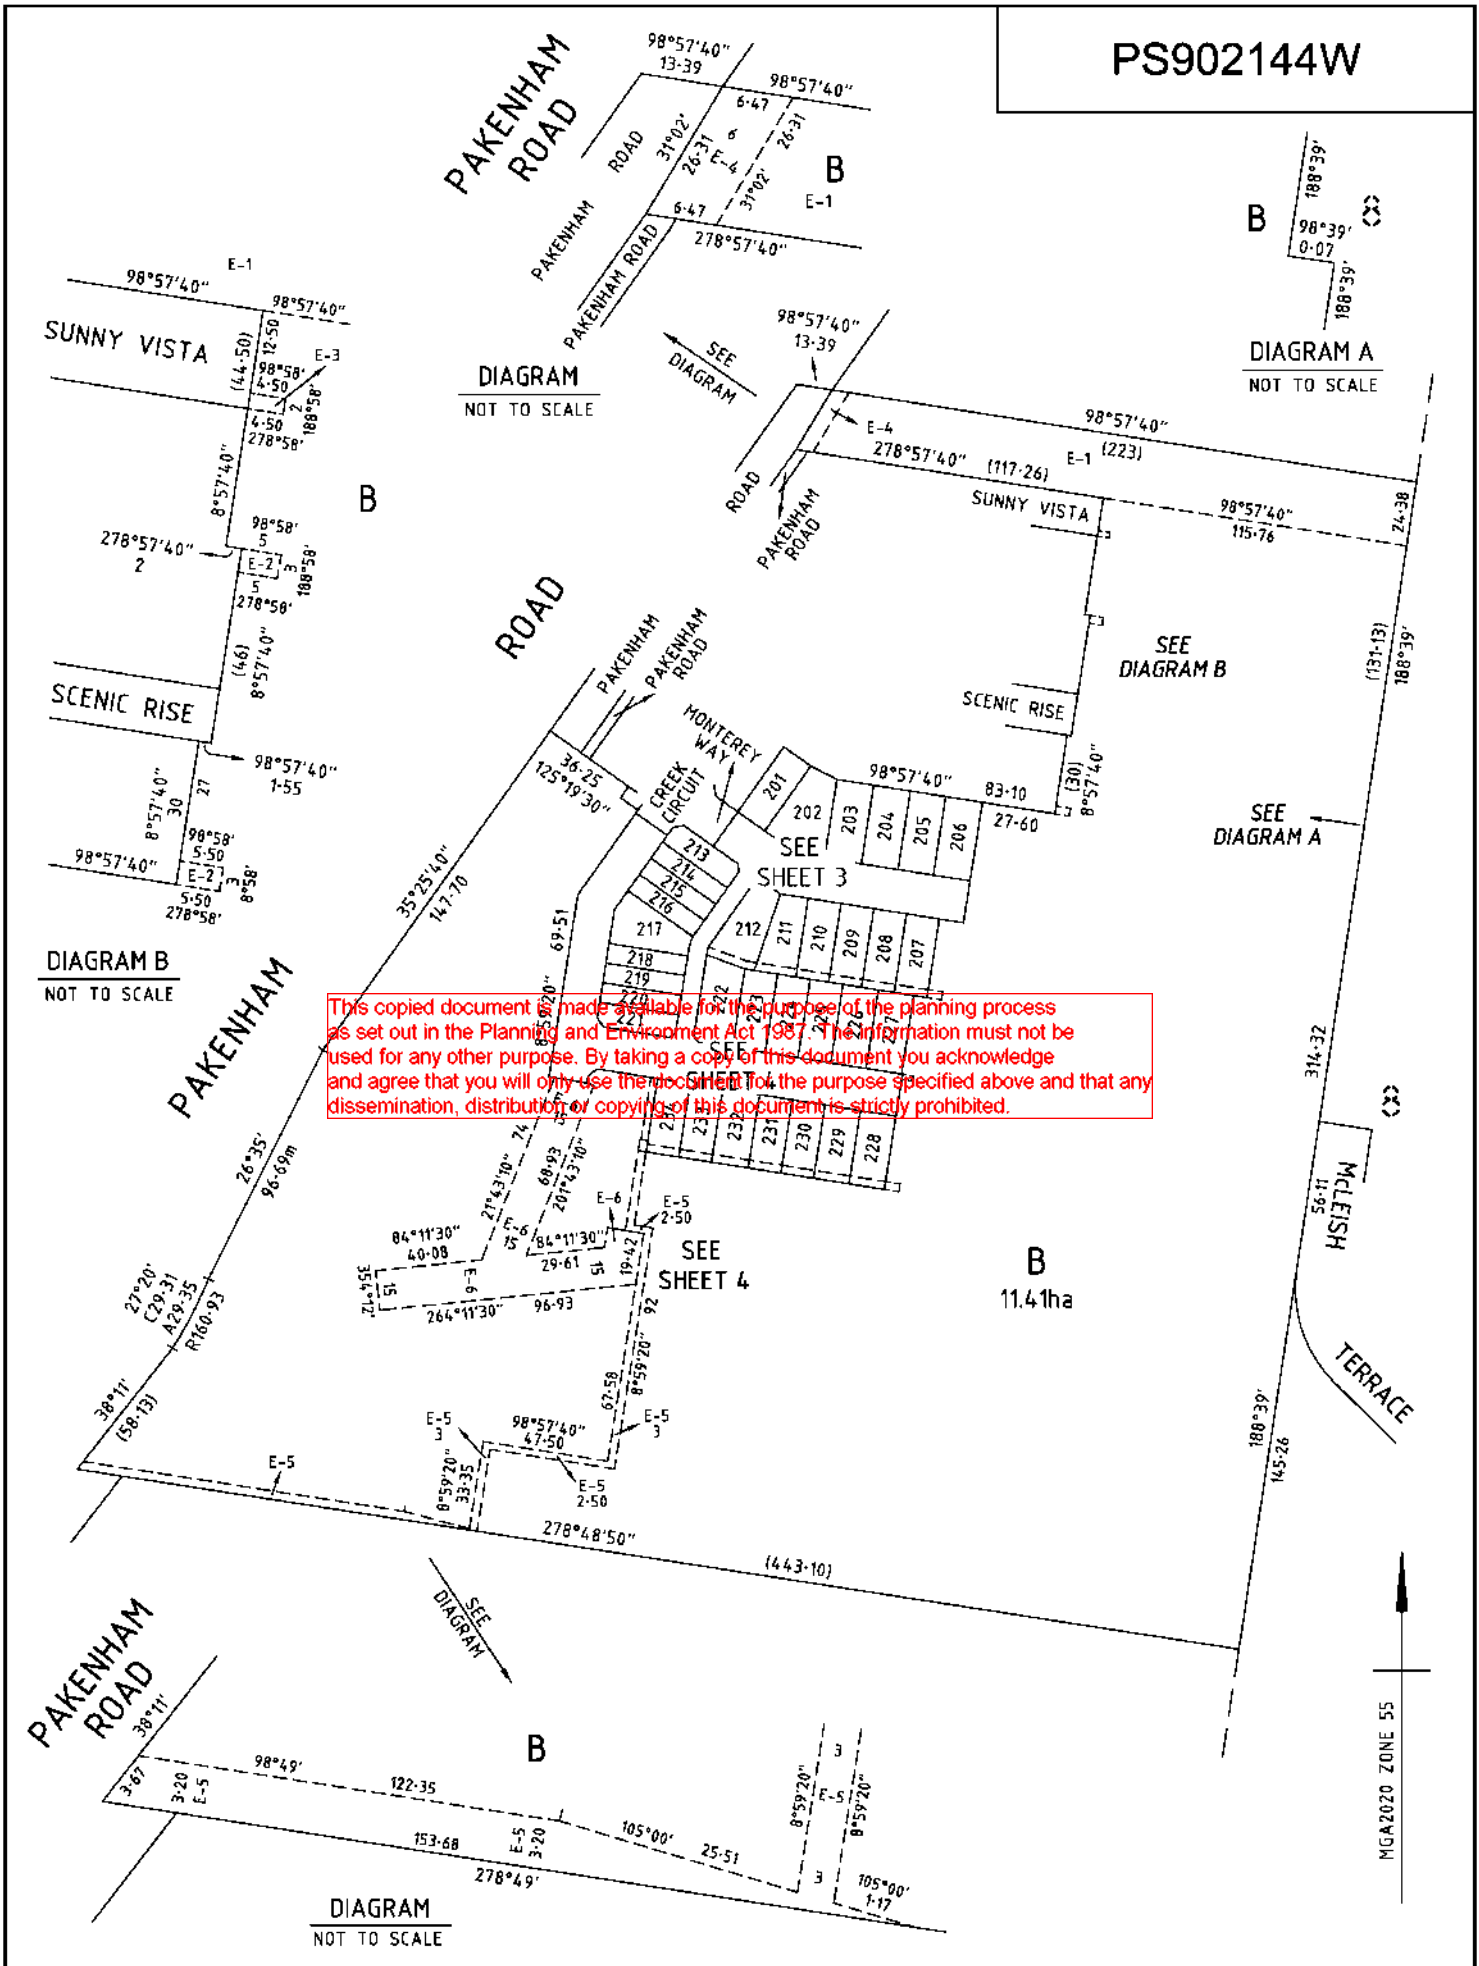 PS902144W
PAKENHAM
ROAD
98°57'40"
13·39
98°57'40"
6·47
31°02'
26·31
6
E-4
31°02'
26·31
B
E-1
ROAD
PAKENHAM
6·47
278°57'40"
PAKENHAM ROAD
DIAGRAM
NOT TO SCALE
188°39'
B
98°39'
0·07
188°39'
DIAGRAM A
NOT TO SCALE
E-1
98°57'40"
98°57'40"
SUNNY VISTA
(44·50)
12·50
E-3
98°58'
4·50
2
188°58'
4·50
278°58'
8°57'40"
B
278°57'40"
2
98°58'
5
E-2
3
188°58'
5
278°58'
(46)
8°57'40"
SCENIC RISE
98°57'40"
1·55
8°57'40"
30
27
98°58'
5·50
E-2
3
8°58'
5·50
278°58'
98°57'40"
DIAGRAM B
NOT TO SCALE
SEE
DIAGRAM
98°57'40"
13·39
E-4
98°57'40"
(223)
E-1
278°57'40"
(117·26)
SUNNY VISTA
98°57'40"
115·76
24·38
ROAD
PAKENHAM
ROAD
(131·13)
188°39'
SEE
DIAGRAM B
SCENIC RISE
(30)
8°57'40"
SEE
DIAGRAM A
ROAD
PAKENHAM
PAKENHAM
ROAD
MONTEREY
WAY
36·25
125°19'30"
CREEK
CIRCUIT
98°57'40"
83·10
27·60
201
202
203
204
205
206
SEE
SHEET 3
213
214
215
216
217
218
219
220
221
212
211
210
209
208
207
35°25'40"
147·70
69·51
8°59'20"
PAKENHAM
This copied document is made available for the purpose of the planning process
as set out in the Planning and Environment Act 1987. The information must not be
used for any other purpose. By taking a copy of this document you acknowledge
and agree that you will only use the document for the purpose specified above and that any
dissemination, distribution or copying of this document is strictly prohibited.
222
223
226
227
SEE
SHEET 4
234
233
232
231
230
229
228
314·32
McLEISH
56·11
TERRACE
26°35'
96·69m
74
21°43'10"
68·93
201°43'10"
E-6
15
E-6
E-5
2·50
84°11'30"
40·08
84°11'30"
29·61
15
19·42
354°12'
15
E-6
264°11'30"
96·93
SEE
SHEET 4
92
8°59'20"
67·58
B
11.41ha
27°20'
C29·31
A29·35
R160·93
38°11'
(58·13)
E-5
E-5
3
98°57'40"
47·50
E-5
3
E-5
2·50
8°59'20"
33·35
278°48'50"
(443·10)
188°39'
145·26
SEE
DIAGRAM
PAKENHAM
ROAD
38°11'
3·67
3·20
E-5
98°49'
122·35
B
153·68
278°49'
E-5
3·20
105°00'
25·51
8°59'20"
3
E-5
8°59'20"
3
105°00'
1·17
DIAGRAM
NOT TO SCALE
MGA2020 ZONE 55